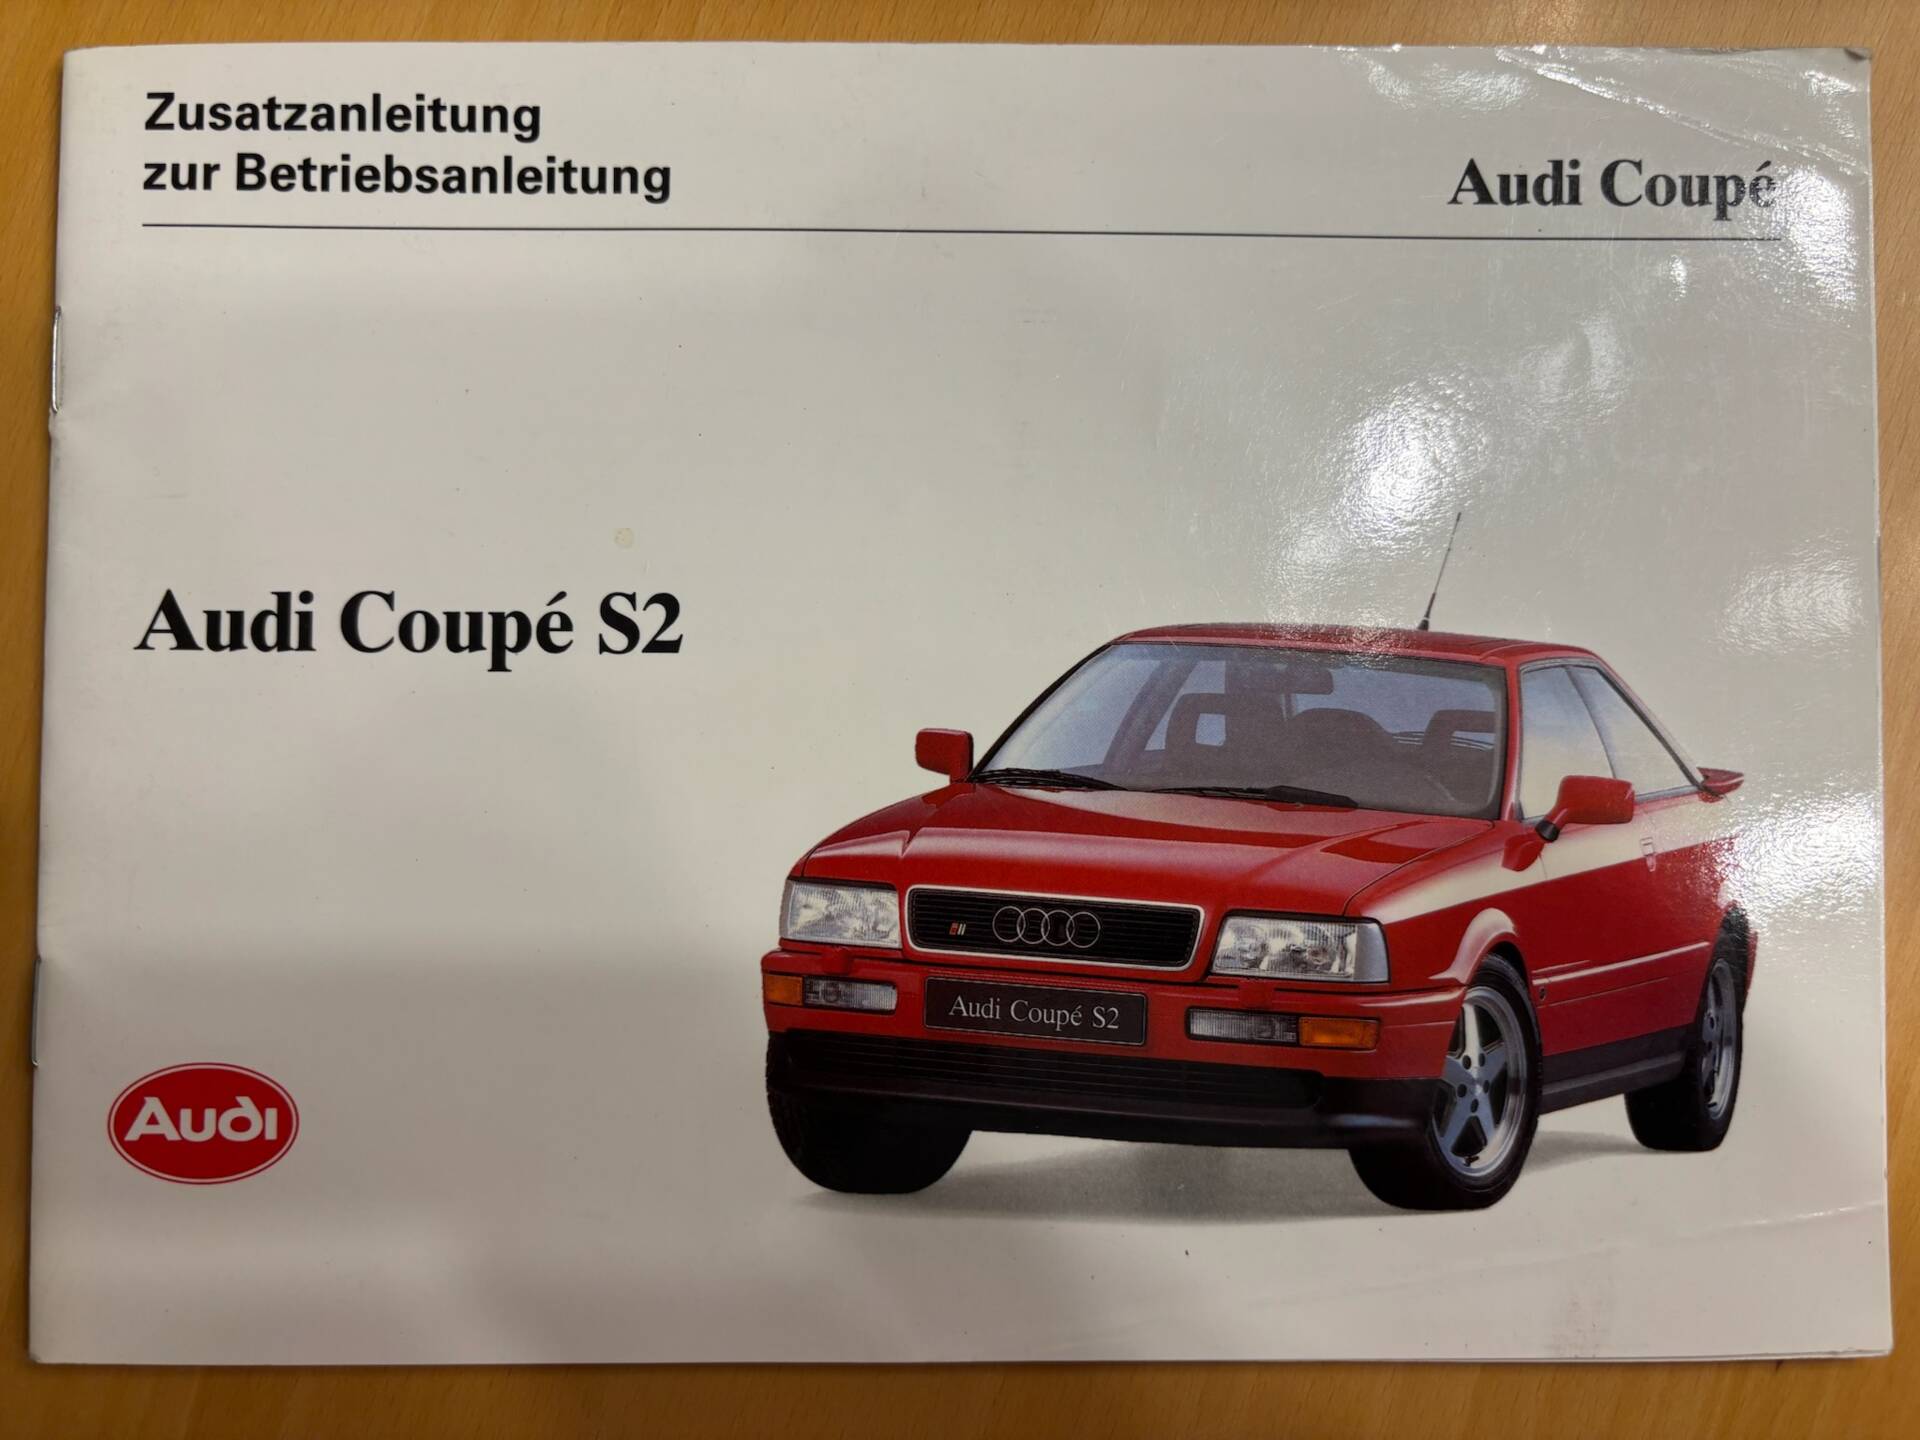 Zusatzanleitung
zur Betriebsanleitung
Audi Coupé
Audi Coupé S2
Audi Coupé S2
Audi